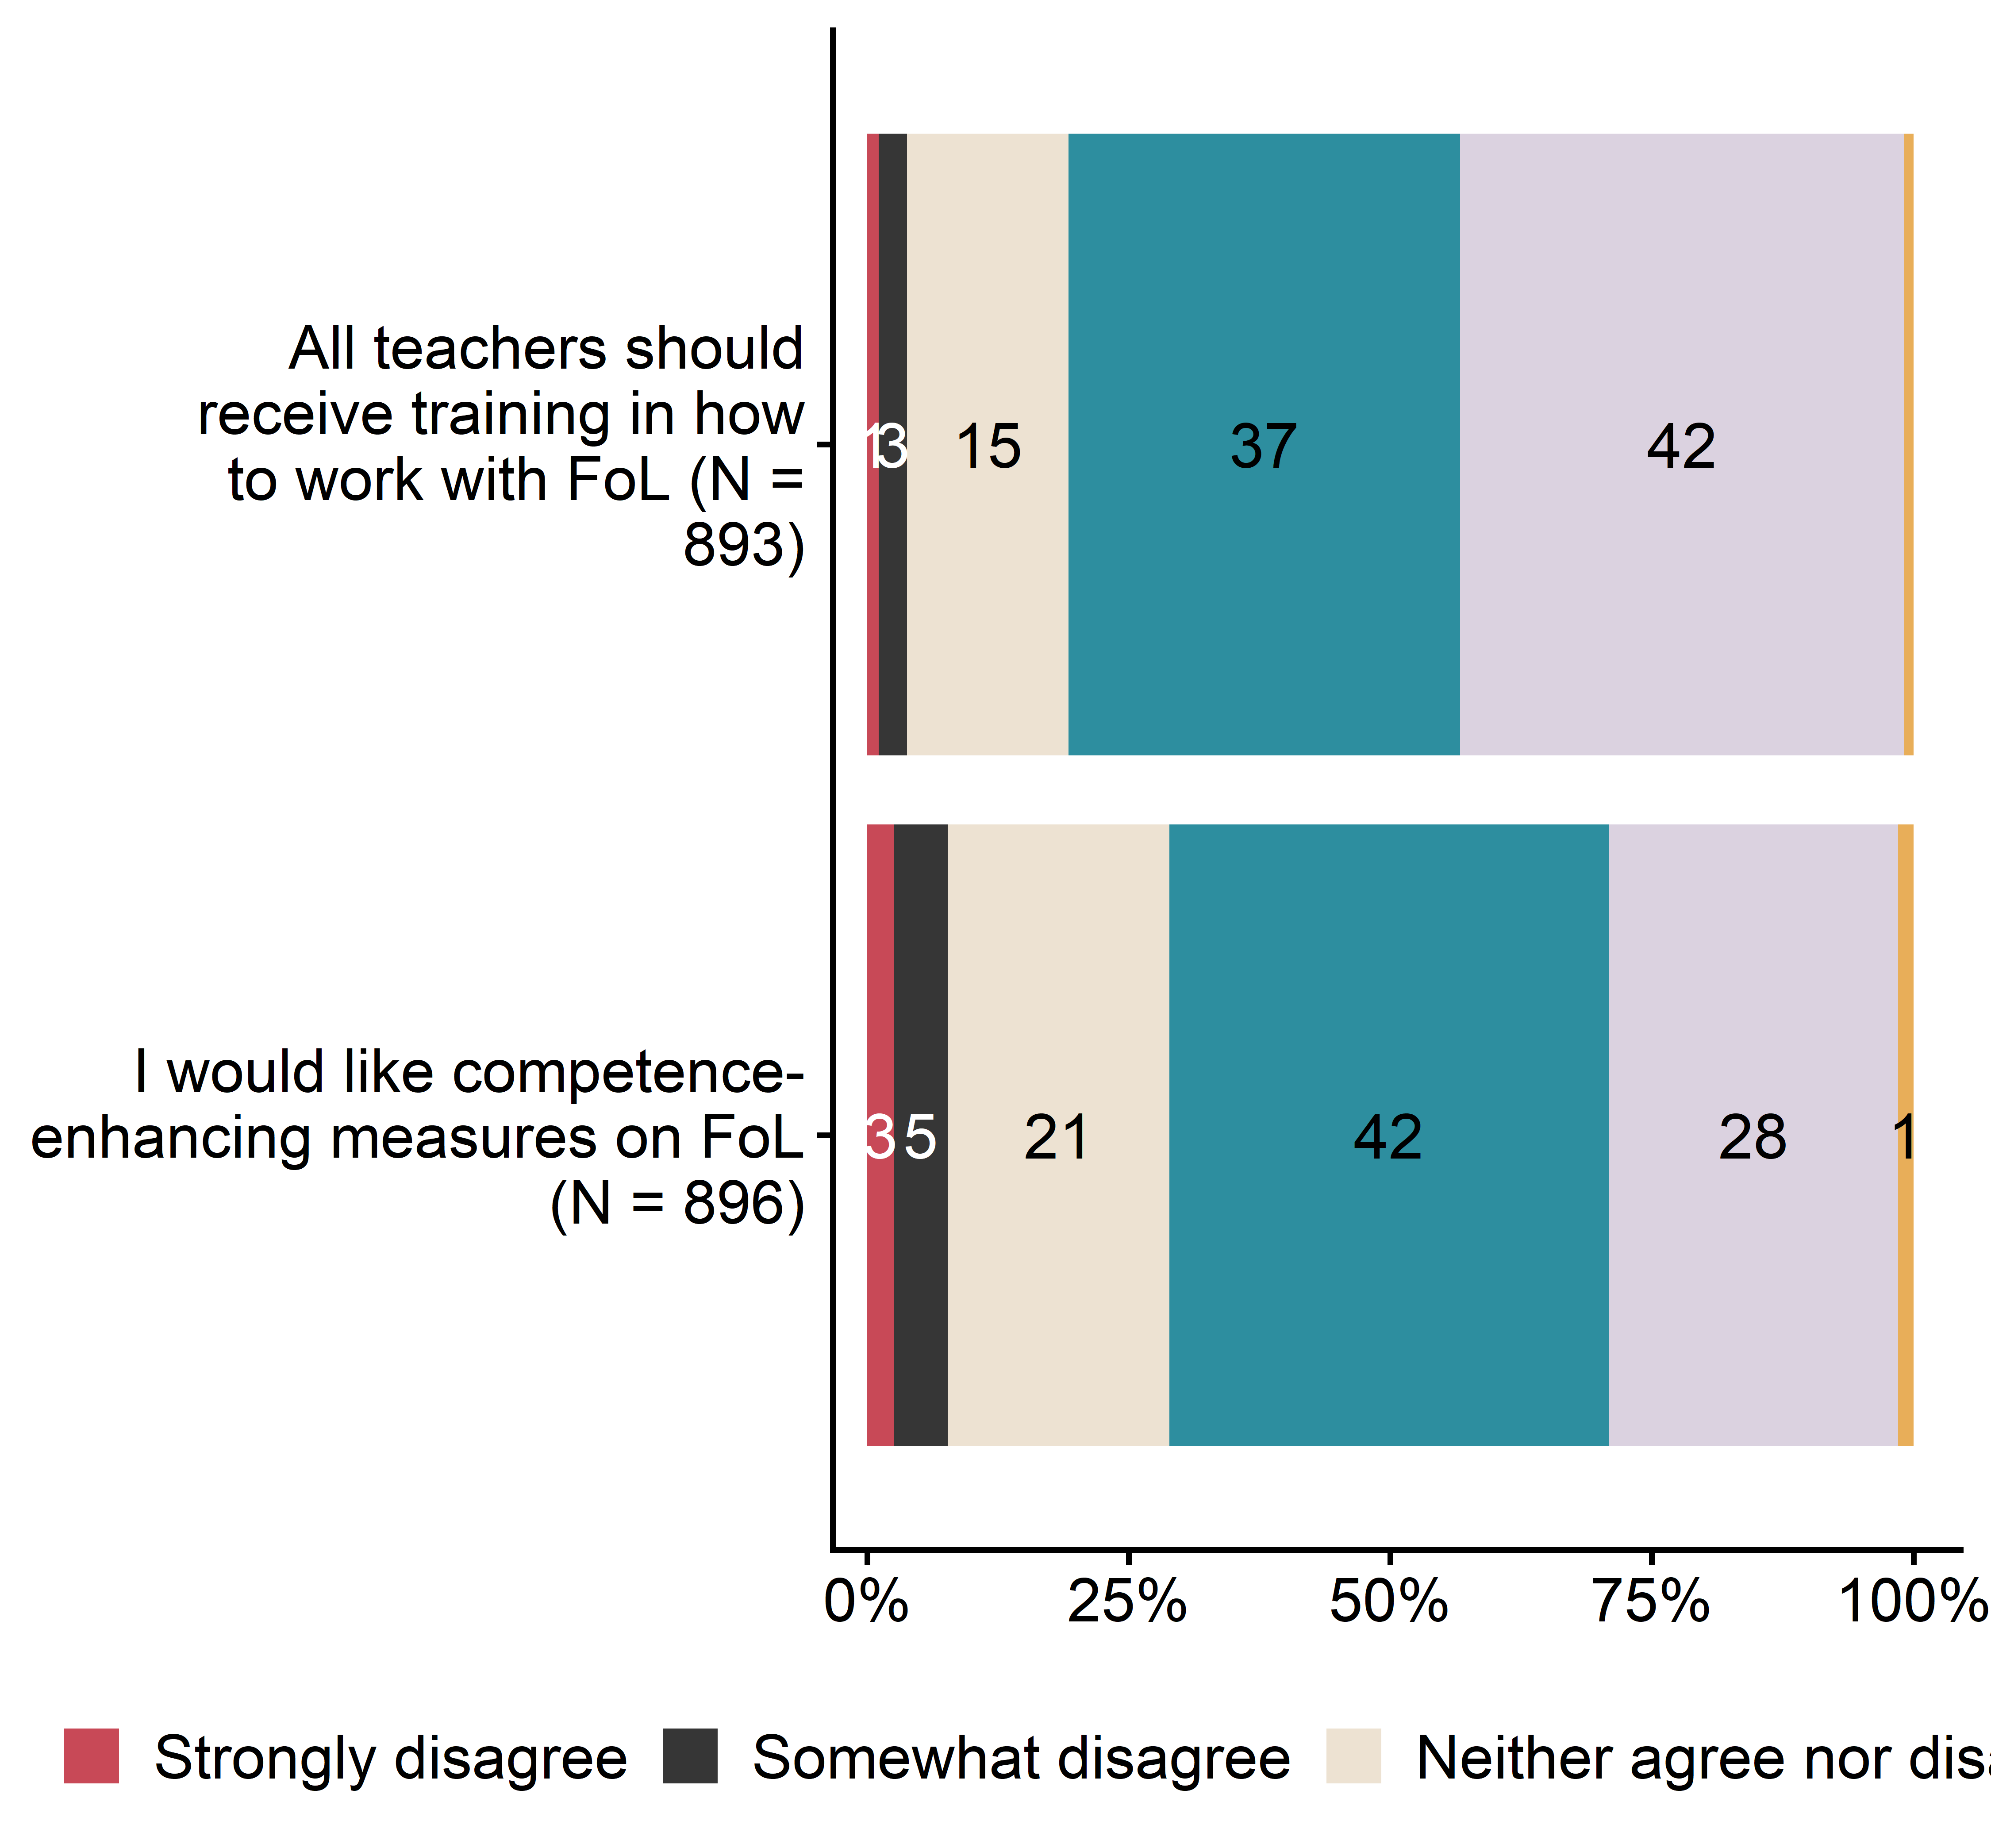 All teachers should
receive training in how
to work with FoL (N =
893)
1 3 15 37 42
I would like competence-
enhancing measures on FoL
(N = 896)
3 5 21 42 28 1
0% 25% 50% 75% 100%
Strongly disagree Somewhat disagree Neither agree nor disa